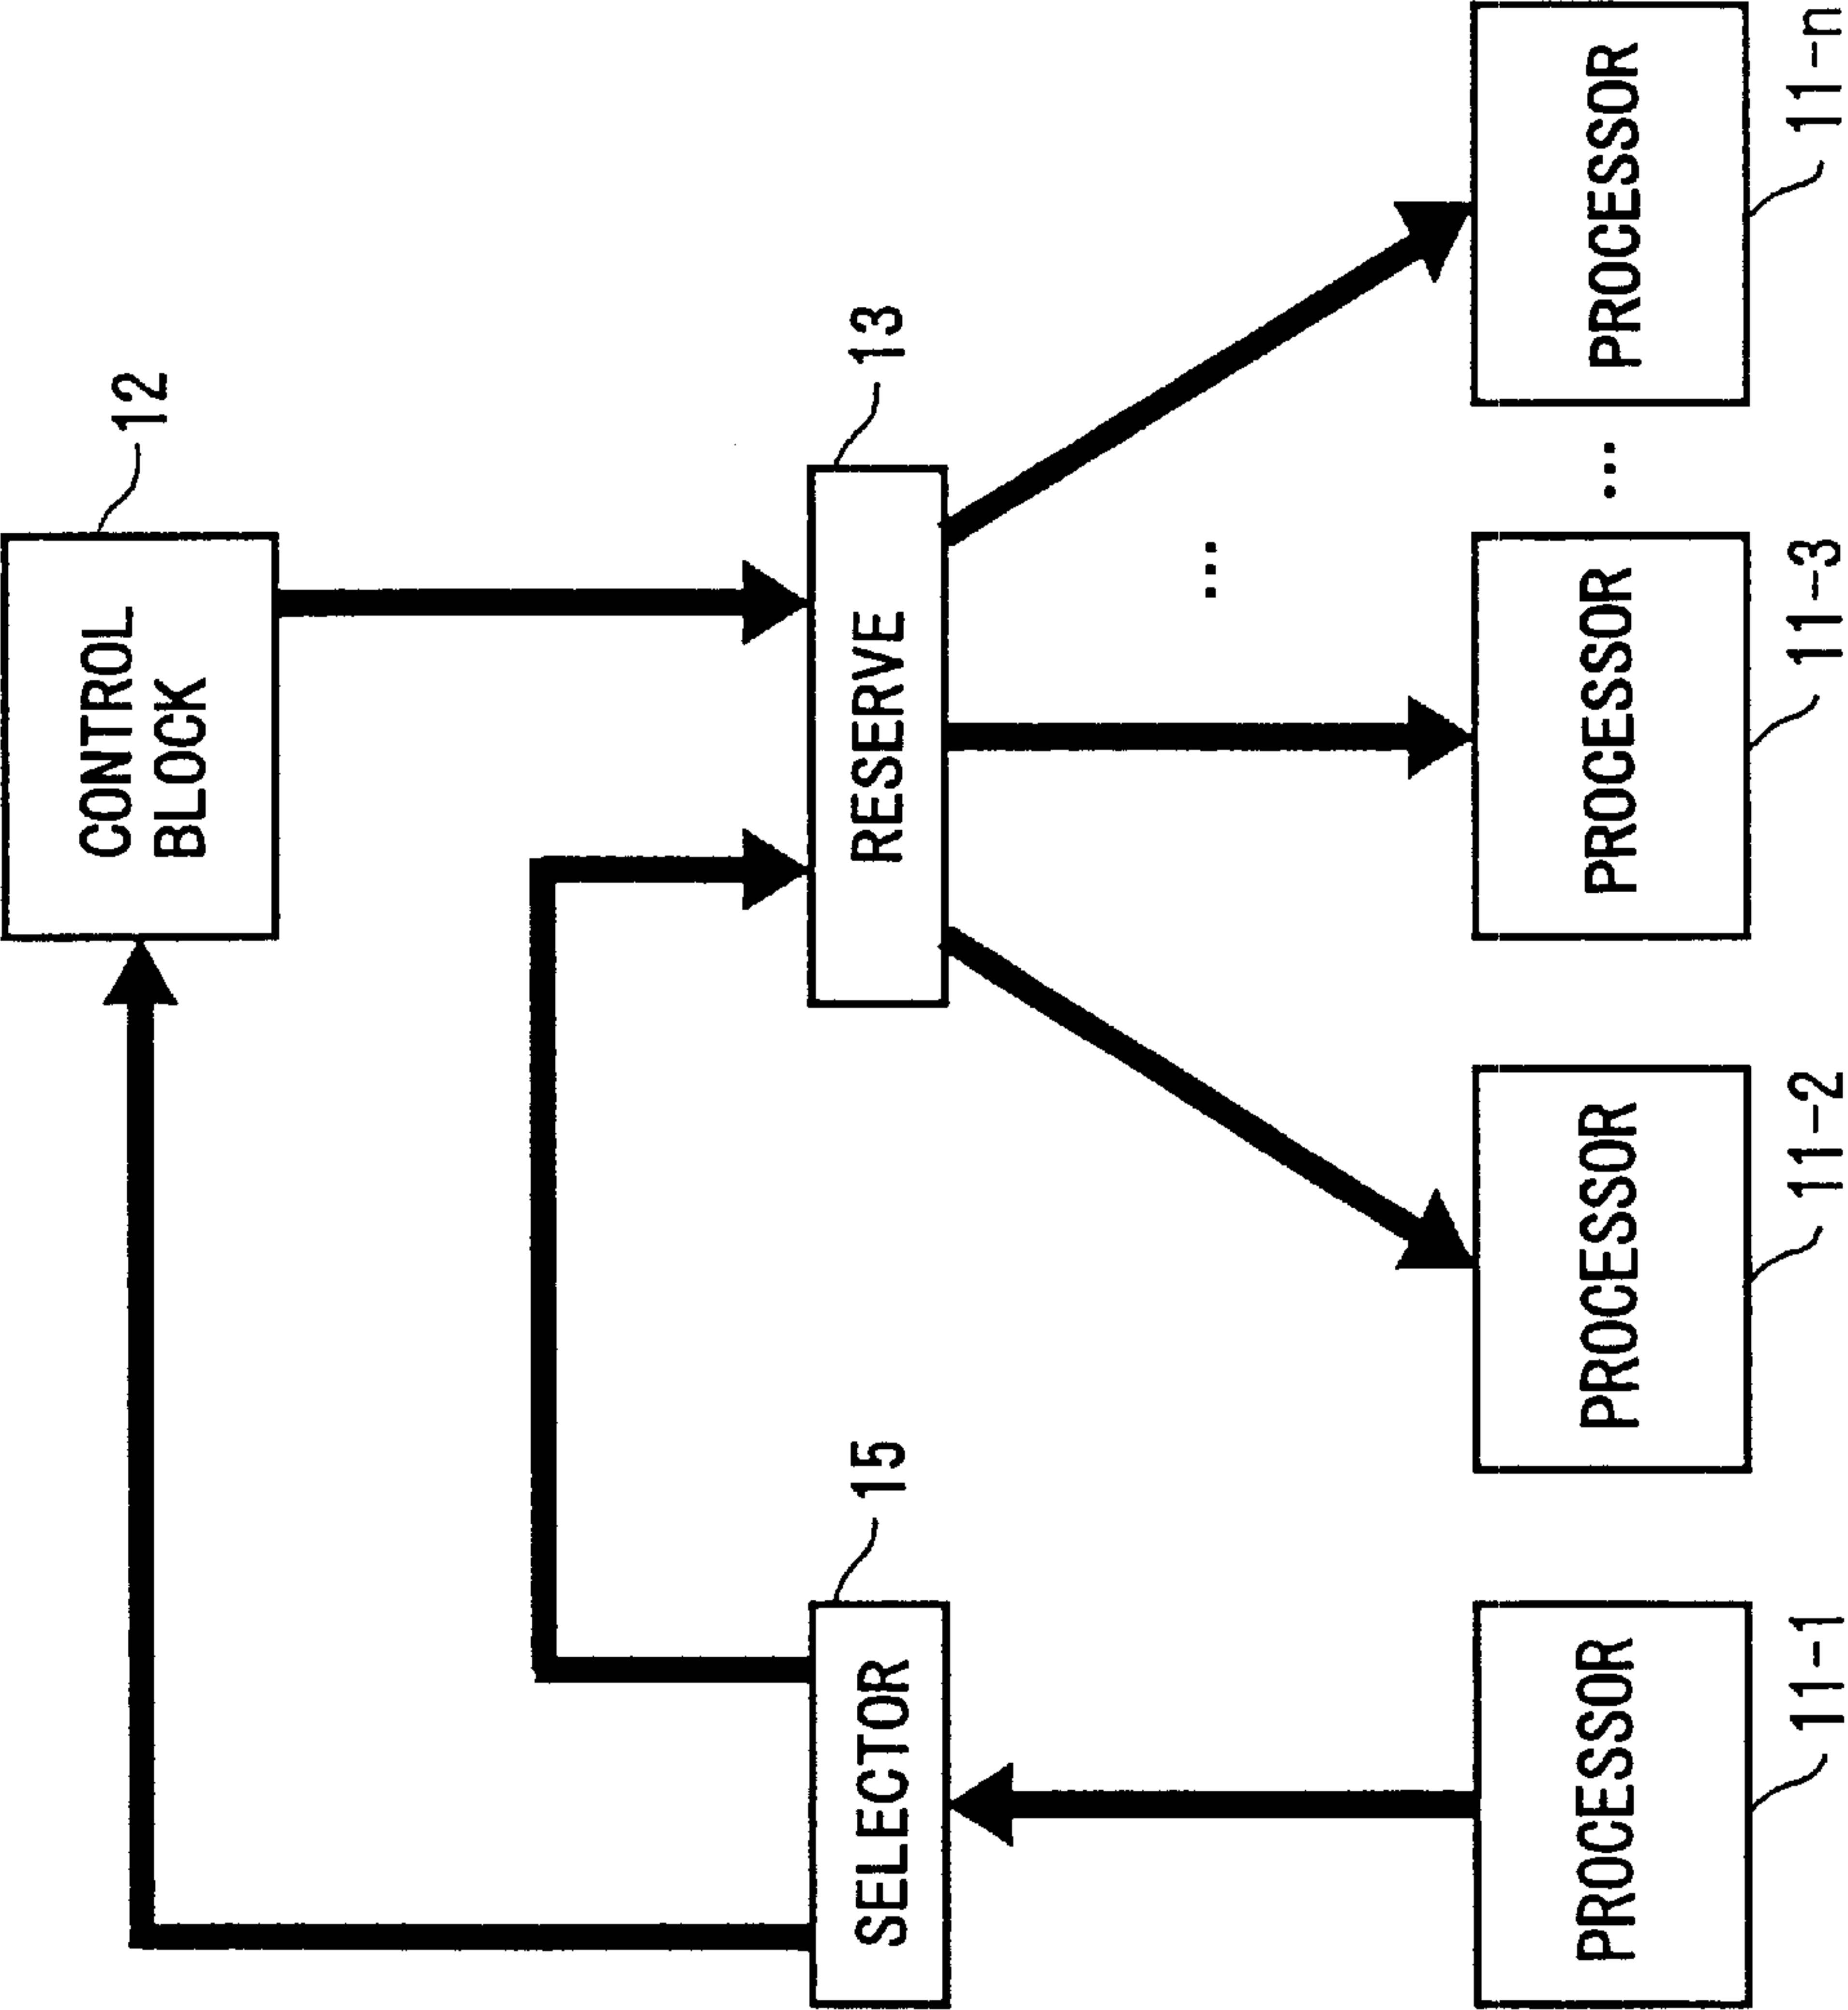 CONTROL
BLOCK
12
SELECTOR
15
RESERVE
13
...
PROCESSOR
PROCESSOR
PROCESSOR
...
PROCESSOR
11-1
11-2
11-3
11-n